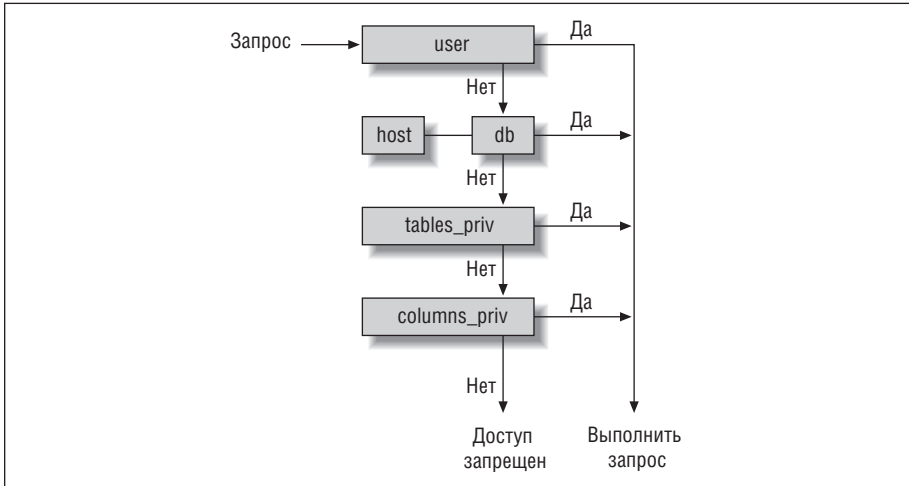 Запрос
user
Да
Нет
host
db
Да
Нет
tables_priv
Да
Нет
columns_priv
Да
Нет
Доступ
запрещен
Выполнить
запрос